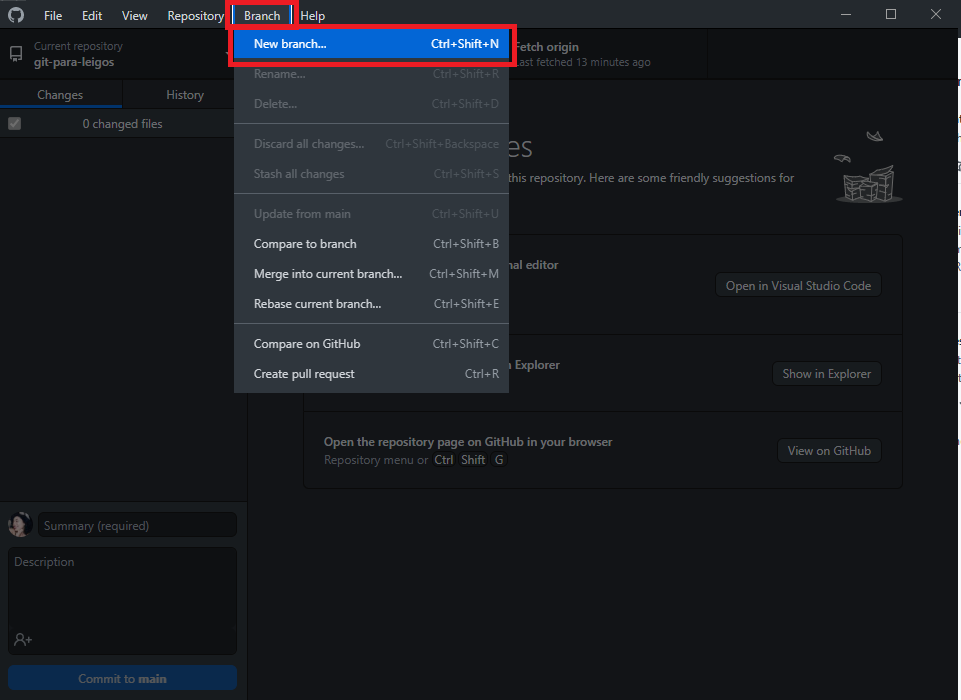 File Edit View Repository Branch Help
Current repository
git-para-leigos
Fetch origin
Last fetched 13 minutes ago
New branch... Ctrl+Shift+N
Rename... Ctrl+Shift+R
Delete... Ctrl+Shift+D
Discard all changes... Ctrl+Shift+Backspace
Stash all changes Ctrl+Shift+S
Update from main Ctrl+Shift+U
Compare to branch Ctrl+Shift+B
Merge into current branch... Ctrl+Shift+M
Rebase current branch... Ctrl+Shift+E
Compare on GitHub Ctrl+Shift+C
Create pull request Ctrl+R
Changes History
0 changed files
es
this repository. Here are some friendly suggestions for
nal editor
Open in Visual Studio Code
n Explorer
Show in Explorer
Open the repository page on GitHub in your browser
Repository menu or Ctrl Shift G
View on GitHub
Summary (required)
Description
Commit to main